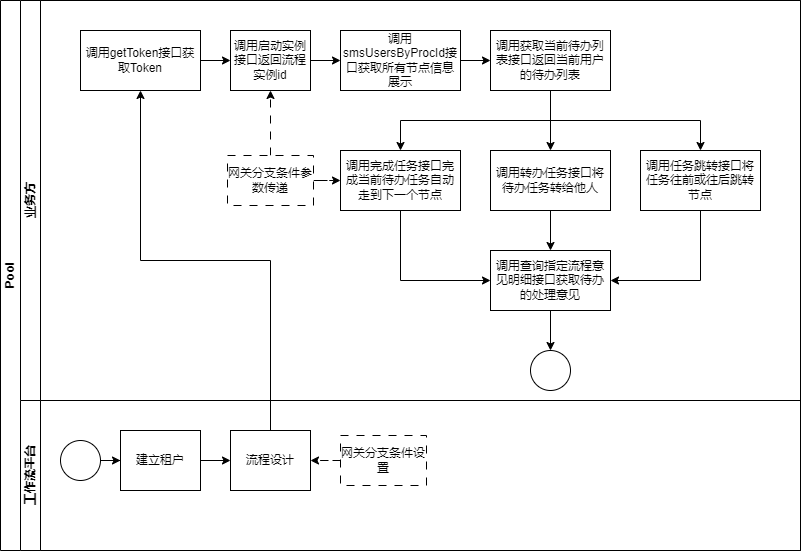 Pool
业务方
调用getToken接口获
取Token
调用启动实例
接口返回流程
实例id
调用
smsUsersByProcId接
口获取所有节点信息
展示
调用获取当前待办列
表接口返回当前用户
的待办列表
网关分支条件参
数传递
调用完成任务接口完
成当前待办任务自动
走到下一个节点
调用转办任务接口将
待办任务转给他人
调用任务跳转接口将
任务往前或往后跳转
节点
调用查询指定流程意
见明细接口获取待办
的处理意见
工作流平台
建立租户
流程设计
网关分支条件设
置